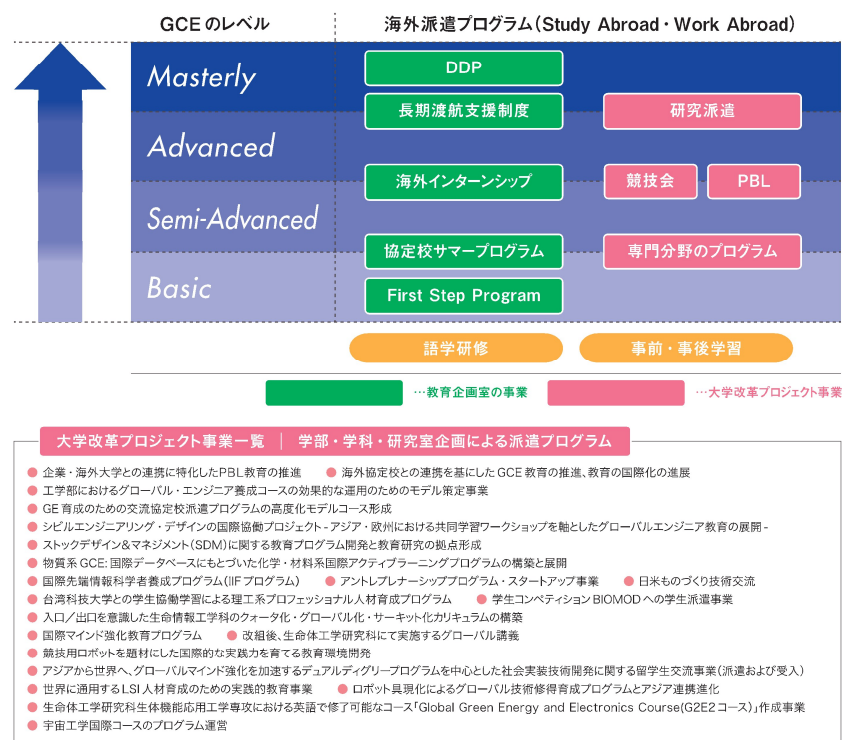 GCEのレベル
海外派遣プログラム(Study Abroad・Work Abroad)
Masterly
DDP
長期渡航支援制度
研究派遣
Advanced
海外インターンシップ
競技会
PBL
Semi-Advanced
協定校サマープログラム
専門分野のプログラム
Basic
First Step Program
語学研修
事前・事後学習
…教育企画室の事業
…大学改革プロジェクト事業
大学改革プロジェクト事業一覧 | 学部・学科・研究室企画による派遣プログラム
● 企業・海外大学との連携に特化したPBL教育の推進 ● 海外協定校との連携を基にしたGCE教育の推進、教育の国際化の進展
● 工学部におけるグローバル・エンジニア養成コースの効果的な運用のためのモデル策定事業
● GE育成のための交流協定校派遣プログラムの高度化モデルコース形成
● シビルエンジニアリング・デザインの国際協働プロジェクト-アジア・欧州における共同学習ワークショップを軸としたグローバルエンジニア教育の展開-
● ストックデザイン&マネジメント(SDM)に関する教育プログラム開発と教育研究の拠点形成
● 物質系GCE:国際データベースにもとづいた化学・材料系国際アクティブラーニングプログラムの構築と展開
● 国際先端情報科学者養成プログラム(IIFプログラム) ● アントレプレナーシッププログラム・スタートアップ事業 ● 日米ものづくり技術交流
● 台湾科技大学との学生協働学習による理工系プロフェッショナル人材育成プログラム ● 学生コンペティションBIOMODへの学生派遣事業
● 入口/出口を意識した生命情報工学科のクォータ化・グローバル化・サーキット化カリキュラムの構築
● 国際マインド強化教育プログラム ● 改組後、生命体工学研究科にて実施するグローバル講義
● 競技用ロボットを題材にした国際的な実践力を育てる教育環境開発
● アジアから世界へ、グローバルマインド強化を加速するデュアルディグリープログラムを中心とした社会実装技術開発に関する留学生交流事業(派遣および受入)
● 世界に通用するLSI人材育成のための実践的教育事業 ● ロボット具現化によるグローバル技術修得育成プログラムとアジア連携進化
● 生命体工学研究科生体機能応用工学専攻における英語で修了可能なコース「Global Green Energy and Electronics Course(G2E2コース)」作成事業
● 宇宙工学国際コースのプログラム運営